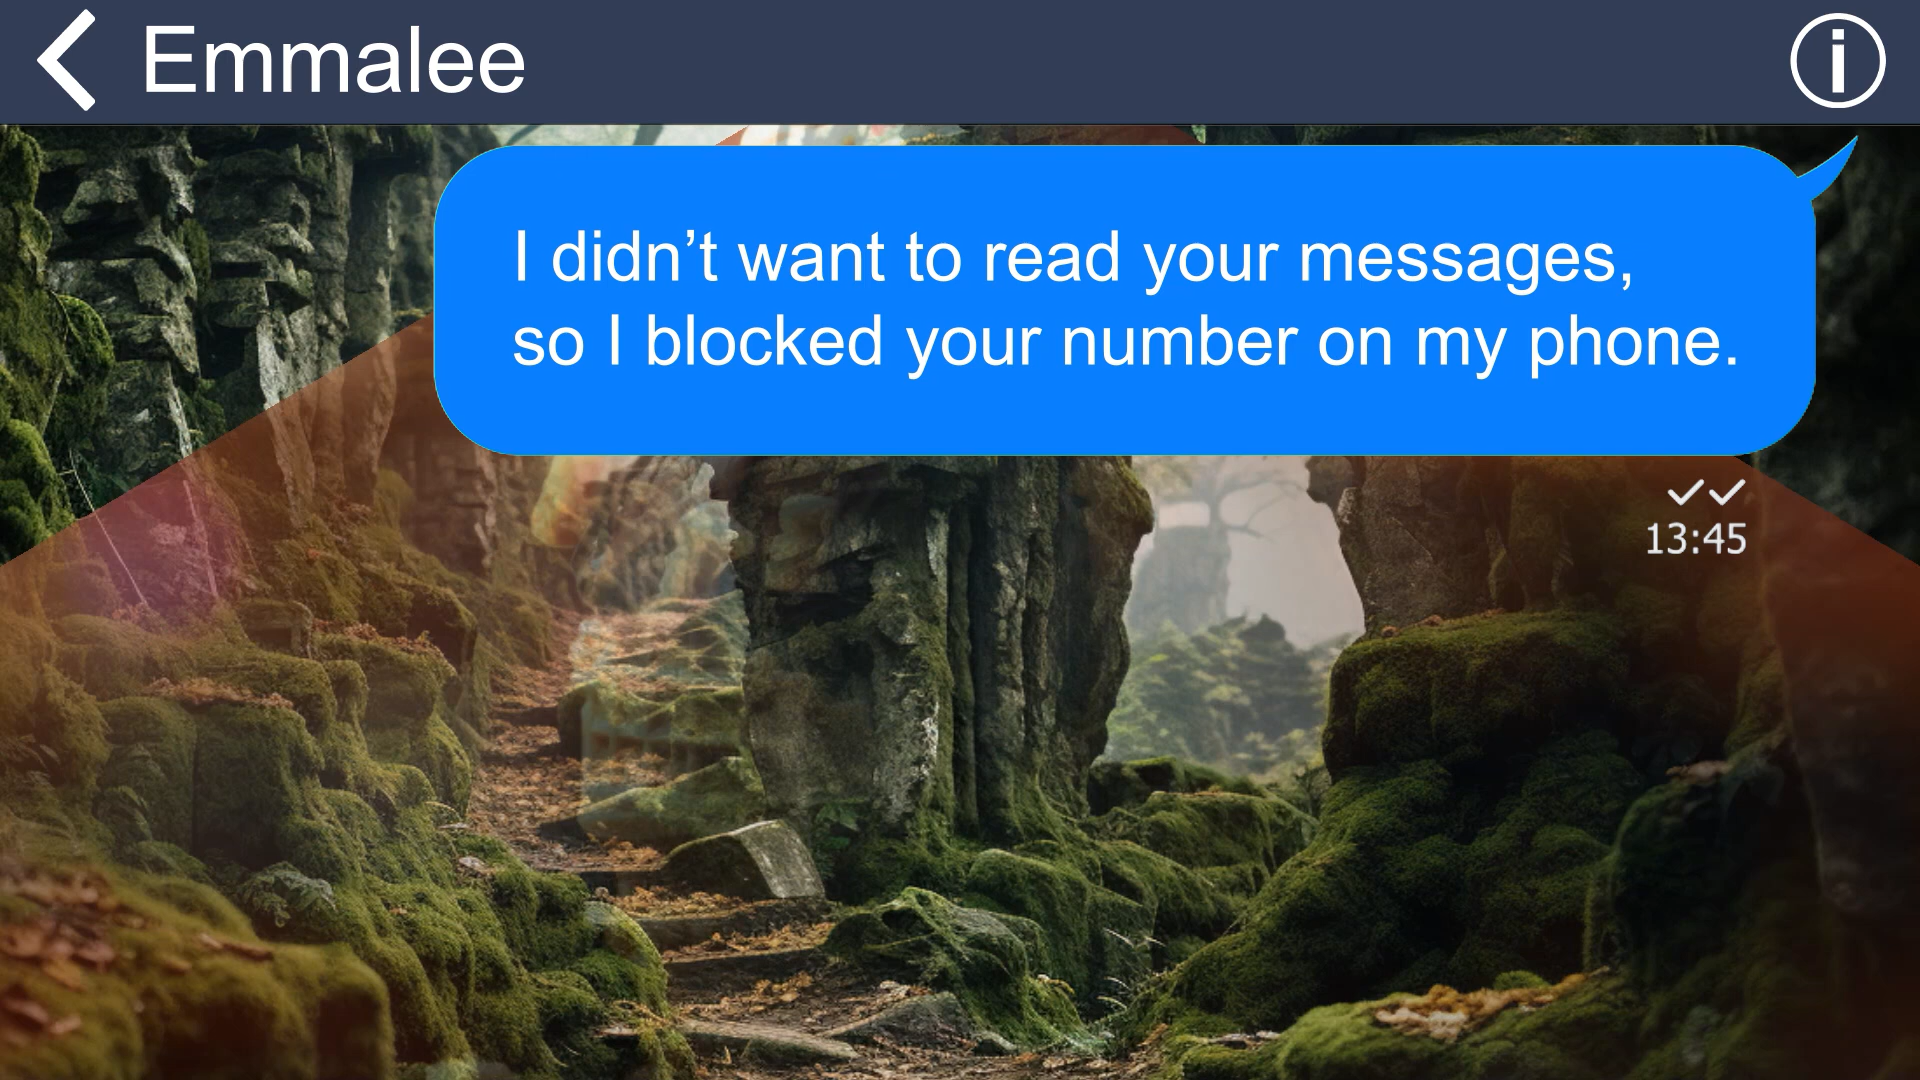 Emmalee
I didn’t want to read your messages,
so I blocked your number on my phone.
13:45